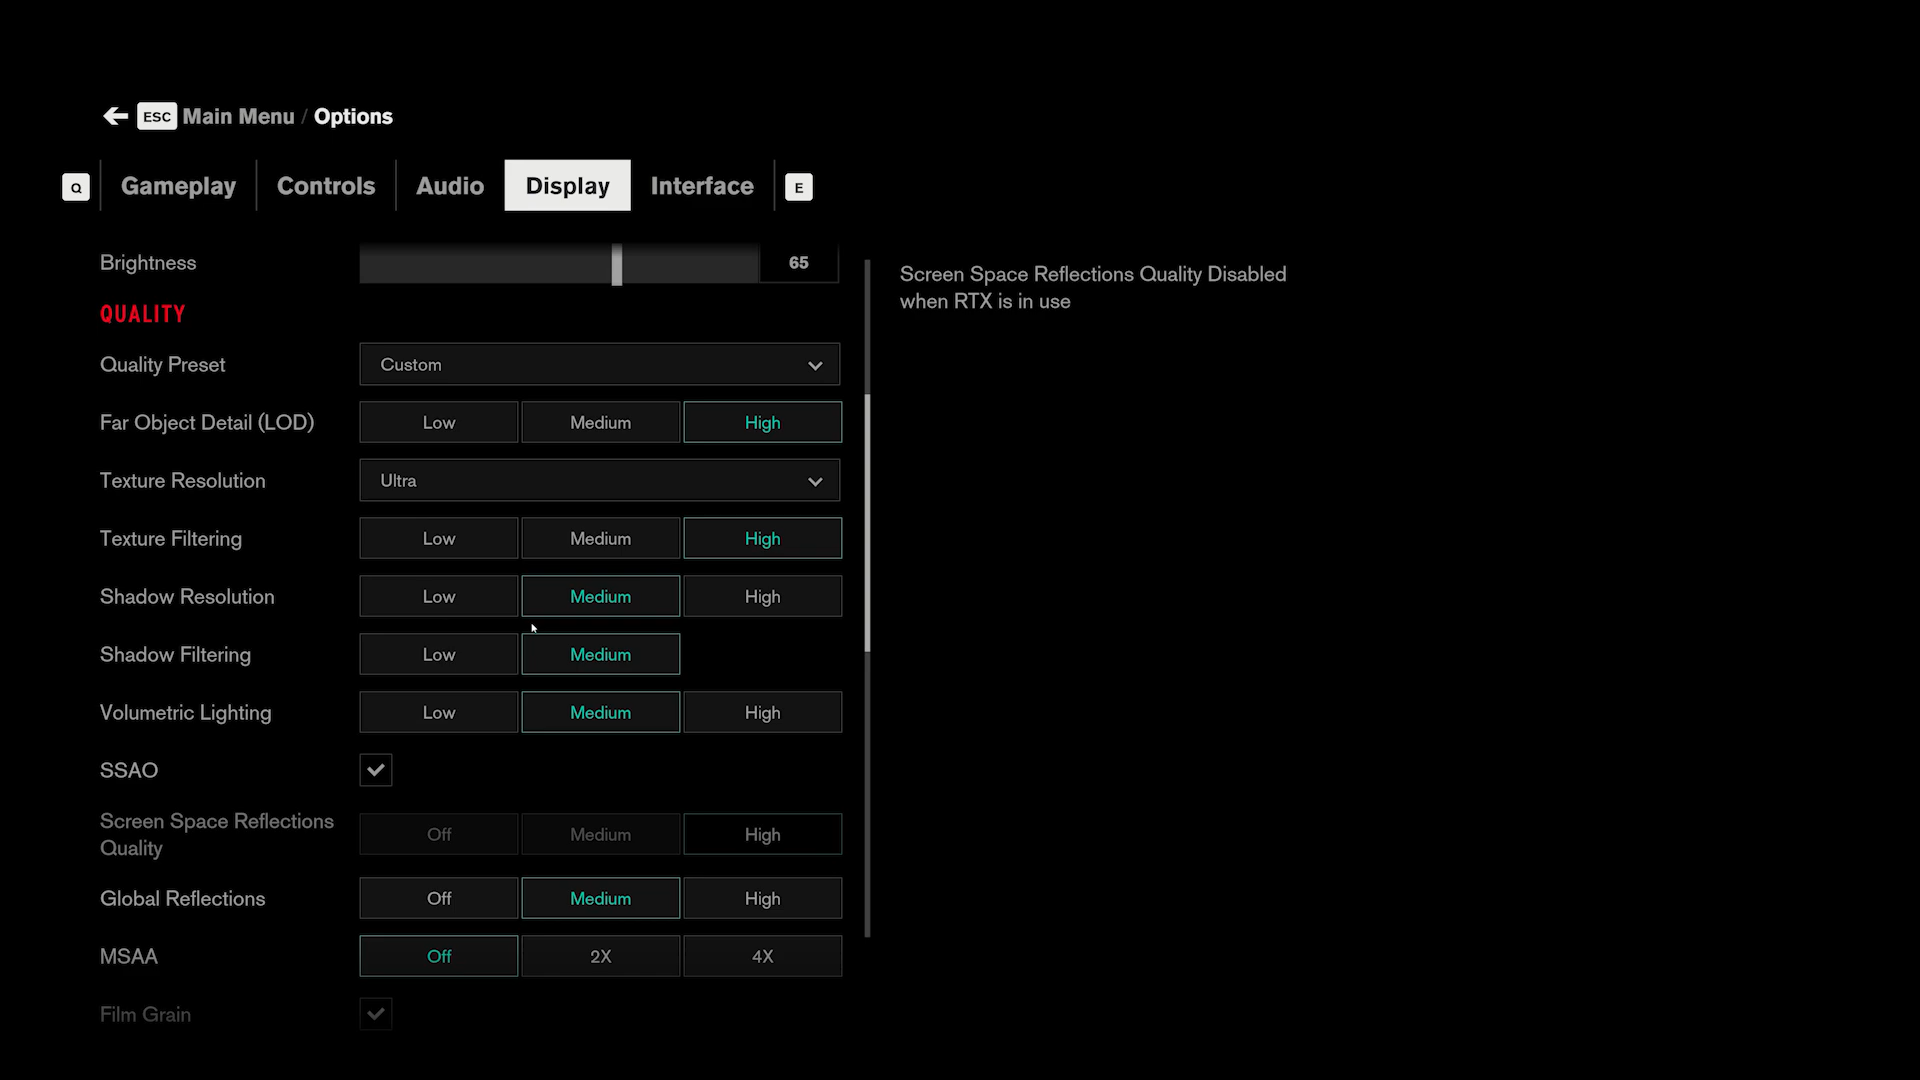 ESC Main Menu / Options
Q Gameplay Controls Audio Display Interface E
Brightness 65
Screen Space Reflections Quality Disabled
when RTX is in use
QUALITY
Quality Preset Custom
Far Object Detail (LOD) Low Medium High
Texture Resolution Ultra
Texture Filtering Low Medium High
Shadow Resolution Low Medium High
Shadow Filtering Low Medium
Volumetric Lighting Low Medium High
SSAO
Screen Space Reflections
Quality Off Medium High
Global Reflections Off Medium High
MSAA Off 2X 4X
Film Grain